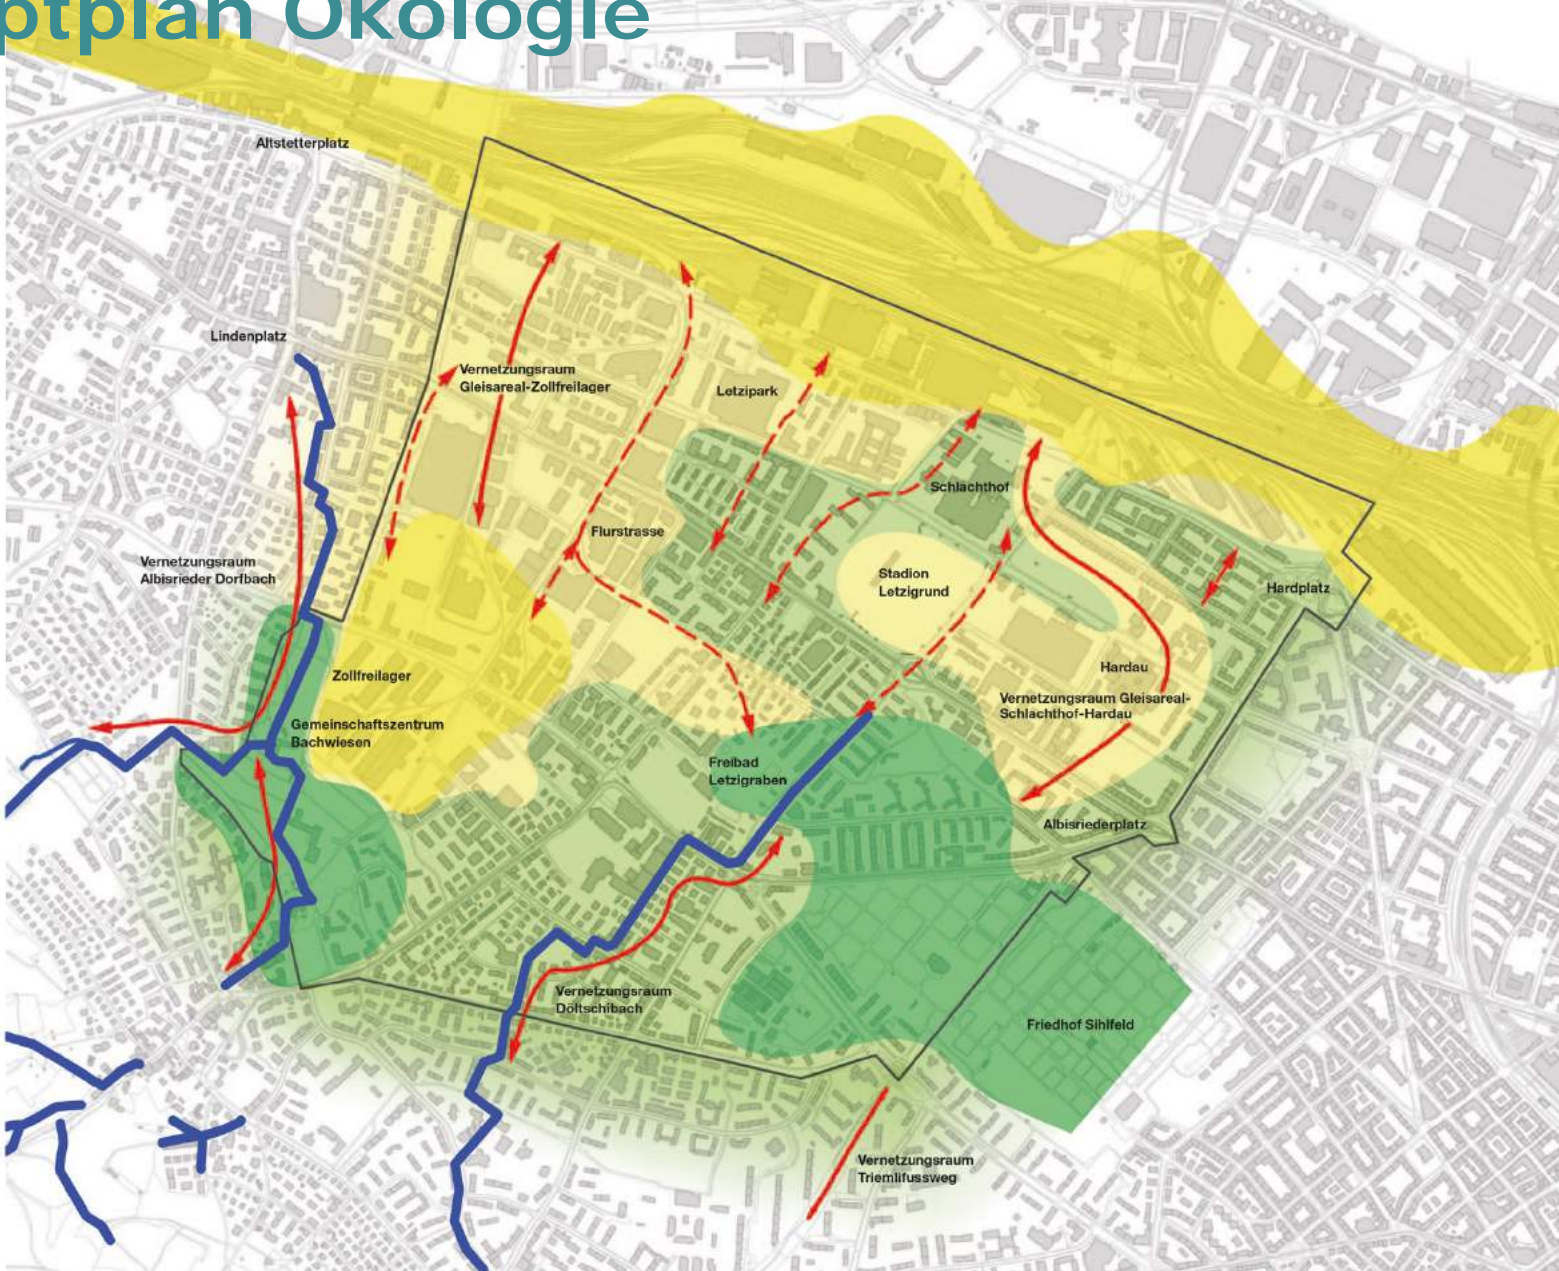 ptplan Ökologie
Altstetterplatz
Lindenplatz
Vernetzungsraum
Gleisareal-Zollfreilager
Letzipark
Schlachthof
Flurstrasse
Vernetzungsraum
Albisrieder Dorfbach
Stadion
Letzigrund
Hardplatz
Zollfreilager
Hardau
Vernetzungsraum Gleisareal-
Schlachthof-Hardau
Gemeinschaftszentrum
Bachwiesen
Freibad
Letzigraben
Albisriederplatz
Vernetzungsraum
Döltschibach
Friedhof Sihlfeld
Vernetzungsraum
Triemlifussweg